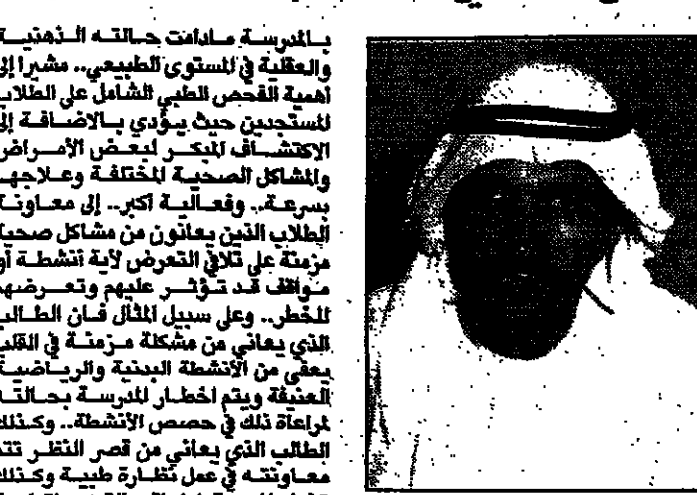 بالمدرسة مادامت حالته الذهنية
والعقلية في المستوى الطبيعي.. مشيرا إلى
أهمية الفحص الطبي الشامل على الطلاب
المستجدين حيث يؤدي بالاضافة إلى
الاكتشاف المبكر لبعض الأمراض
والمشاكل الصحية المختلفة وعلاجها
بسرعة.. وفعالية أكبر.. إلى معاونة
الطلاب الذين يعانون من مشاكل صحية
مزمنة على تلافي التعرض لأية أنشطة أو
مواقف قد تؤثر عليهم وتعرضهم
للخطر.. وعلى سبيل المثال فان الطالب
الذي يعاني من مشكلة مزمنة في القلب
يعفى من الأنشطة البدنية والرياضية
العنيفة ويتم اخطار المدرسة بحالته
لمراعاة ذلك في حصص الأنشطة.. وكذلك
الطالب الذي يعاني من قصر النظر تتم
معاونته في عمل نظارة طبية وكذلك